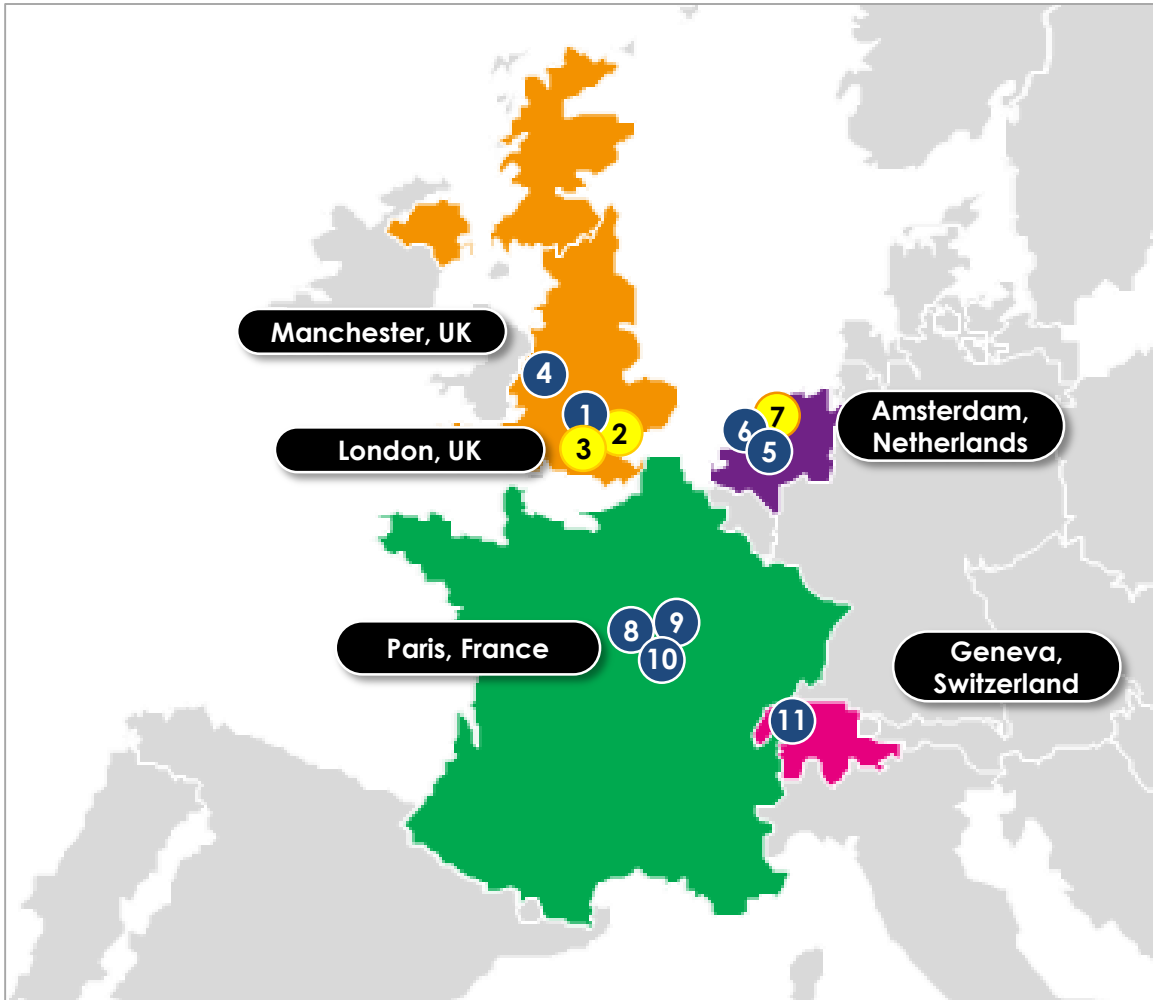 Manchester, UK
4
1
2
3
London, UK
7
6
5
Amsterdam,
Netherlands
8
9
10
Paris, France
Geneva,
Switzerland
11